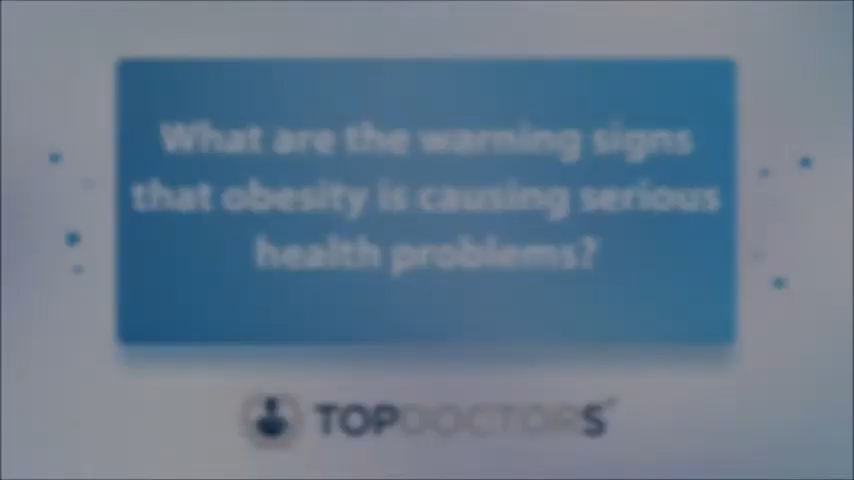 What are the warning signs
that obesity is causing serious
health problems?
TOPDOCTORS